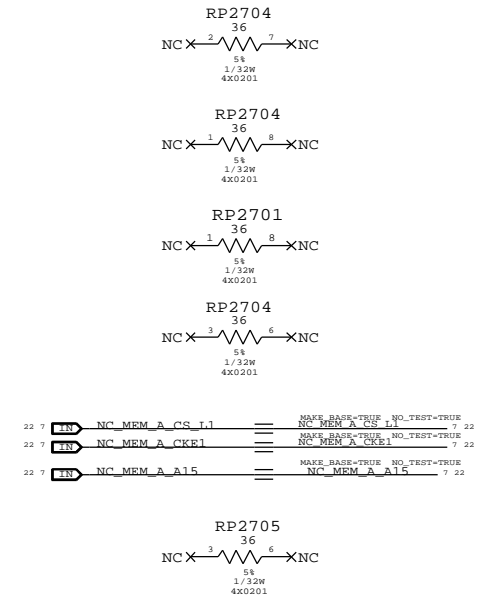 RP2704
36
NC 2 7 NC
5%
1/32W
4X0201
RP2704
36
NC 1 8 NC
5%
1/32W
4X0201
RP2701
36
NC 1 8 NC
5%
1/32W
4X0201
RP2704
36
NC 3 6 NC
5%
1/32W
4X0201
MAKE_BASE=TRUE NO_TEST=TRUE
22 7 IN NC_MEM_A_CS_L1 NC_MEM_A_CS_L1 7 22
MAKE_BASE=TRUE NO_TEST=TRUE
22 7 IN NC_MEM_A_CKE1 NC_MEM_A_CKE1 7 22
MAKE_BASE=TRUE NO_TEST=TRUE
22 7 IN NC_MEM_A_A15 NC_MEM_A_A15 7 22
RP2705
36
NC 3 6 NC
5%
1/32W
4X0201